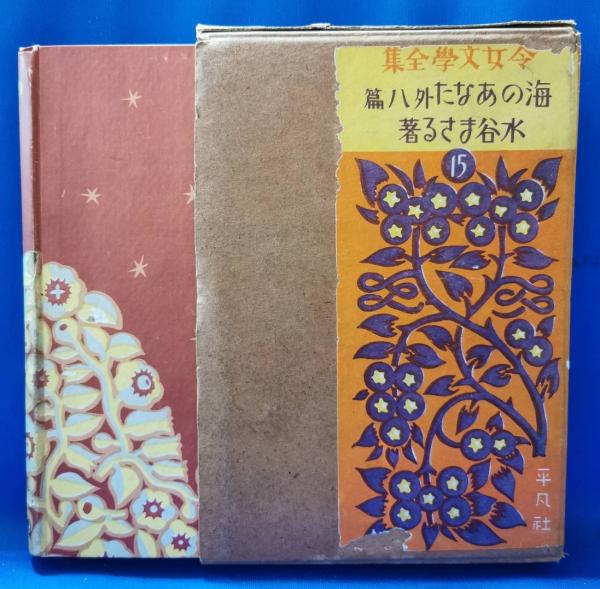 令女文學全集
海のあなた外八篇
水谷まさる著
15
平凡社